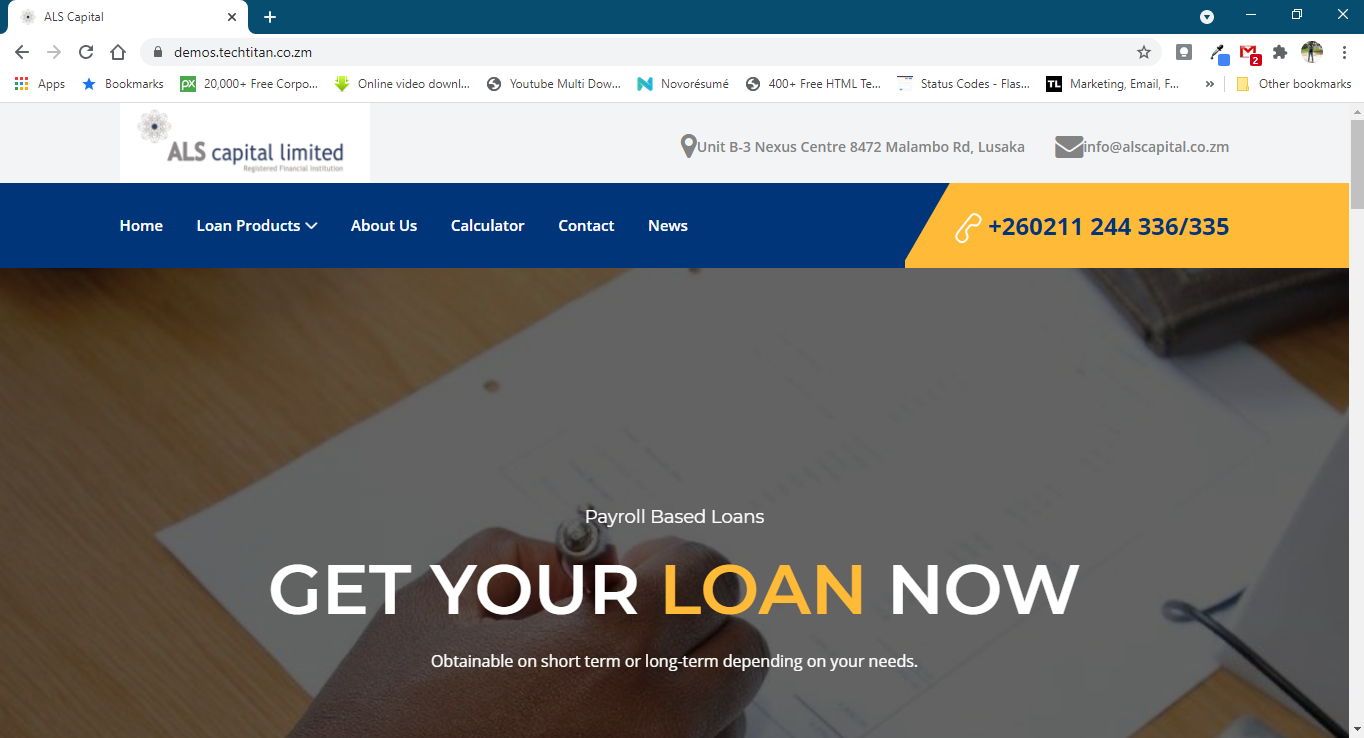 ALS Capital
demos.techtitan.co.zm
2
Apps Bookmarks 20,000+ Free Corpo... Online video downl... Youtube Multi Dow... Novorésumé 400+ Free HTML Te... Status Codes - Flas... TL Marketing, Email, F... » Other bookmarks
ALS capital limited
Registered Financial Institution
Unit B-3 Nexus Centre 8472 Malambo Rd, Lusaka info@alscapital.co.zm
Home Loan Products About Us Calculator Contact News +260211 244 336/335
Payroll Based Loans
GET YOUR LOAN NOW
Obtainable on short term or long-term depending on your needs.